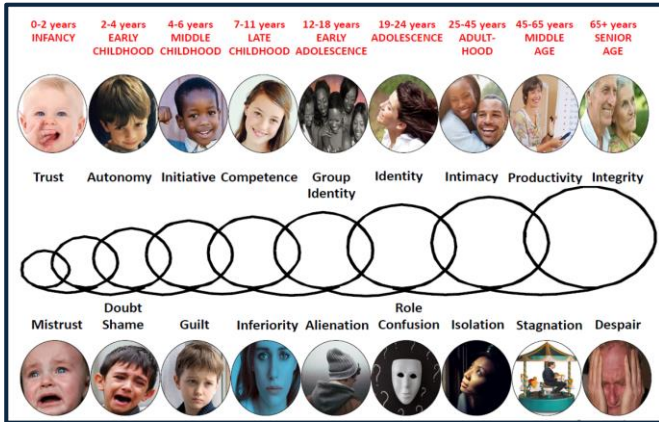 0-2 years 2-4 years 4-6 years 7-11 years 12-18 years 19-24 years 25-45 years 45-65 years 65+ years
INFANCY EARLY MIDDLE LATE EARLY ADOLESCENCE ADULT- MIDDLE SENIOR
CHILDHOOD CHILDHOOD CHILDHOOD ADOLESCENCE HOOD AGE AGE
Trust Autonomy Initiative Competence Group Identity Intimacy Productivity Integrity
Identity
Doubt Role
Mistrust Shame Guilt Inferiority Alienation Confusion Isolation Stagnation Despair